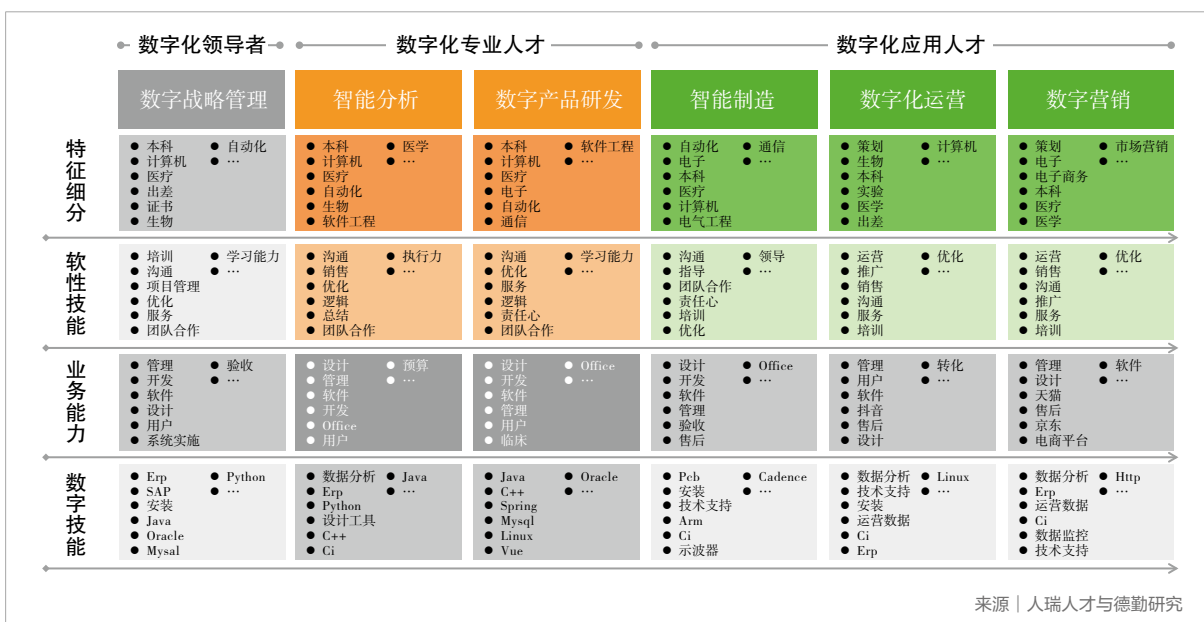 数字化领导者 数字化专业人才 数字化应用人才
数字战略管理 智能分析 数字产品研发 智能制造 数字化运营 数字营销
特征细分
本科 自动化
计算机 …
医疗
出差
证书
生物
本科 医学
计算机 …
医疗
自动化
生物
软件工程
本科 软件工程
计算机 …
医疗
电子
自动化
通信
自动化 通信
电子 …
本科
医疗
计算机
电气工程
策划 计算机
生物 …
本科
实验
医学
出差
策划 市场营销
电子 …
电子商务
本科
医疗
医学
软性技能
培训 学习能力
沟通 …
项目管理
优化
服务
团队合作
沟通 执行力
销售 …
优化
逻辑
总结
团队合作
沟通 学习能力
优化 …
服务
逻辑
责任心
团队合作
沟通 领导
指导 …
团队合作
责任心
培训
优化
运营 优化
推广 …
销售
沟通
服务
培训
运营 优化
销售 …
沟通
推广
服务
培训
业务能力
管理 验收
开发 …
软件
设计
用户
系统实施
设计 预算
管理 …
软件
开发
Office
用户
设计 Office
开发 …
软件
管理
用户
临床
设计 Office
开发 …
软件
管理
验收
售后
管理 转化
用户 …
软件
抖音
售后
设计
管理 软件
设计 …
天猫
售后
京东
电商平台
数字技能
Erp Python
SAP …
安装
Java
Oracle
Mysal
数据分析 Java
Erp …
Python
设计工具
C++
Ci
Java Oracle
C++ …
Spring
Mysql
Linux
Vue
Pcb Cadence
安装 …
技术支持
Arm
Ci
示波器
数据分析 Linux
技术支持 …
安装
运营数据
Ci
Erp
数据分析 Http
Erp …
运营数据
Ci
数据监控
技术支持
来源｜人瑞人才与德勤研究